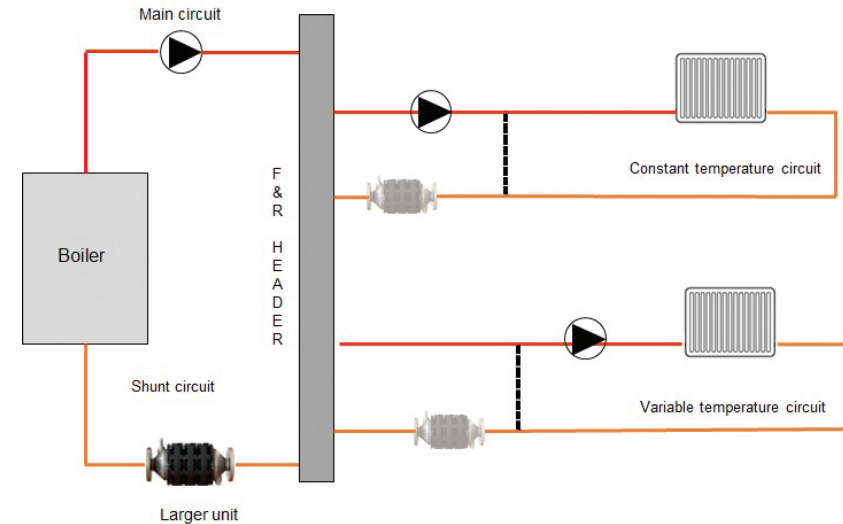 Main circuit
Constant temperature circuit
F
&
R
H
E
A
D
E
R
Boiler
Shunt circuit
Variable temperature circuit
Larger unit